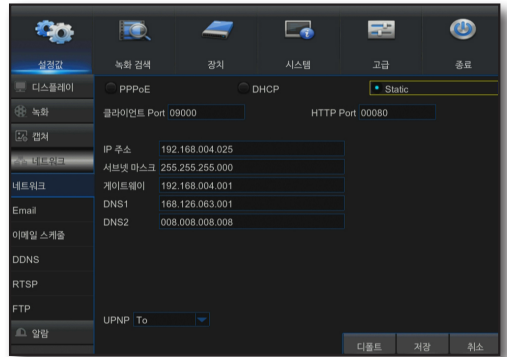 설정값 녹화 검색 장치 시스템 고급 종료
디스플레이
녹화
캡처
네트워크
네트워크
Email
이메일 스케줄
DDNS
RTSP
FTP
알람
PPPoE DHCP Static
클라이언트 Port 09000 HTTP Port 00080
IP 주소 192.168.004.025
서브넷 마스크 255.255.255.000
게이트웨이 192.168.004.001
DNS1 168.126.063.001
DNS2 008.008.008.008
UPNP To
디폴트 저장 취소